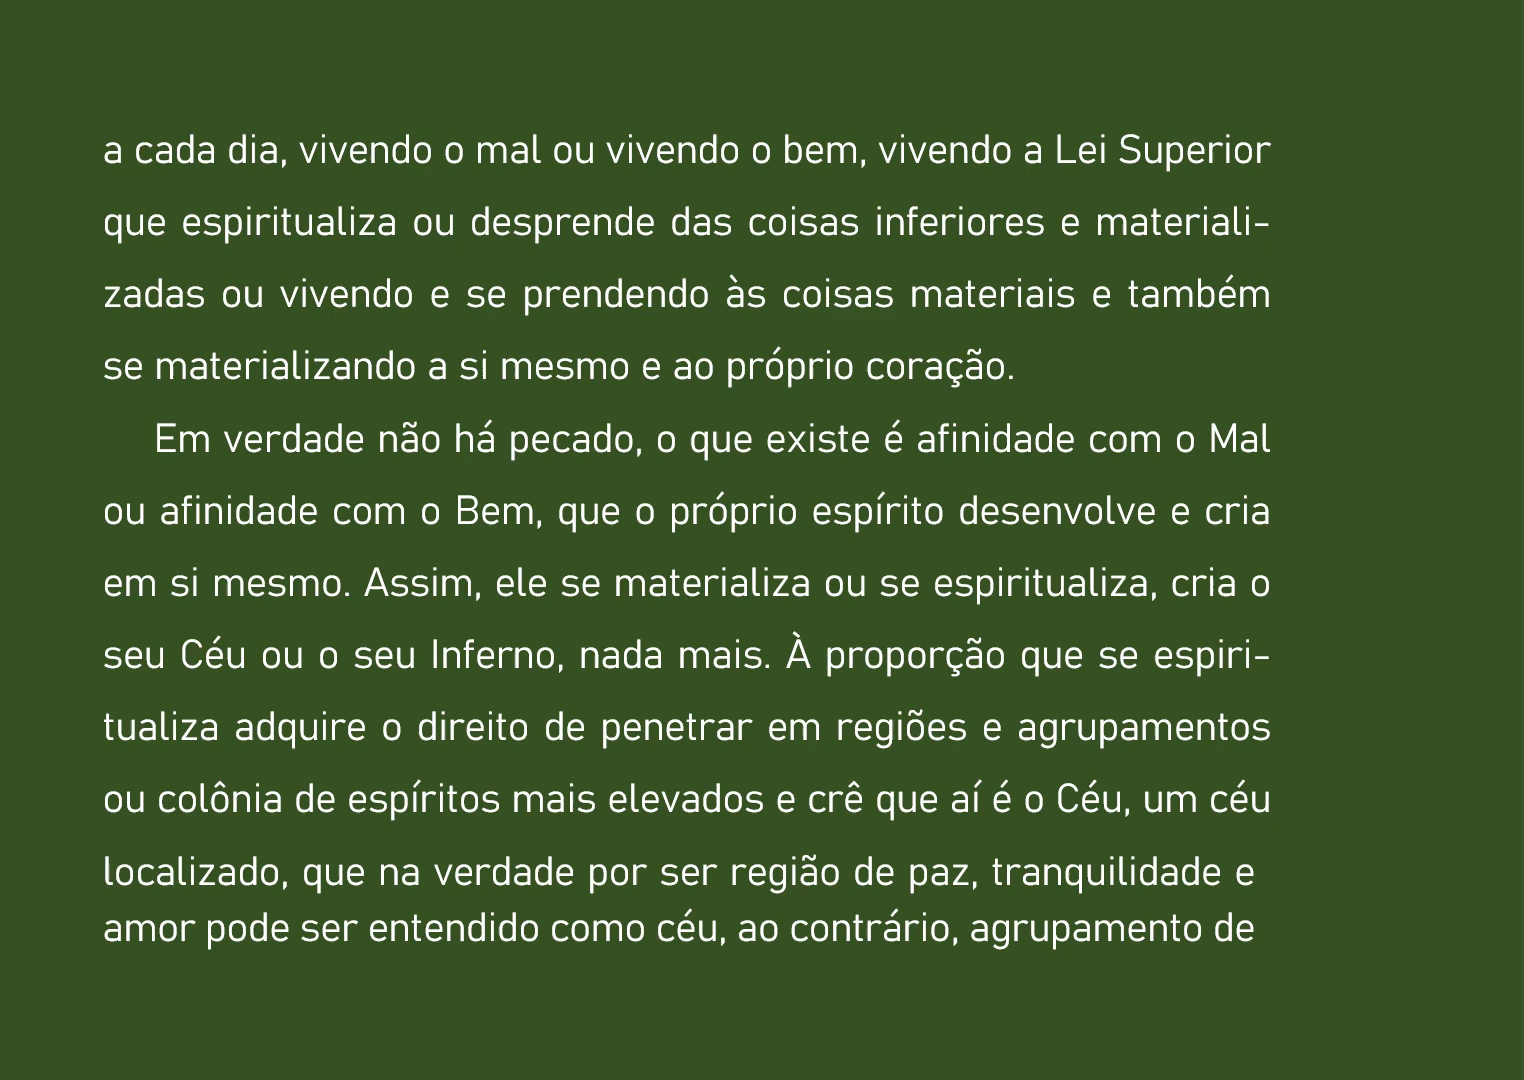 a cada dia, vivendo o mal ou vivendo o bem, vivendo a Lei Superior
que espiritualiza ou desprende das coisas inferiores e materiali-
zadas ou vivendo e se prendendo às coisas materiais e também
se materializando a si mesmo e ao próprio coração.
Em verdade não há pecado, o que existe é afinidade com o Mal
ou afinidade com o Bem, que o próprio espírito desenvolve e cria
em si mesmo. Assim, ele se materializa ou se espiritualiza, cria o
seu Céu ou o seu Inferno, nada mais. À proporção que se espiri-
tualiza adquire o direito de penetrar em regiões e agrupamentos
ou colônia de espíritos mais elevados e crê que aí é o Céu, um céu
localizado, que na verdade por ser região de paz, tranquilidade e
amor pode ser entendido como céu, ao contrário, agrupamento de